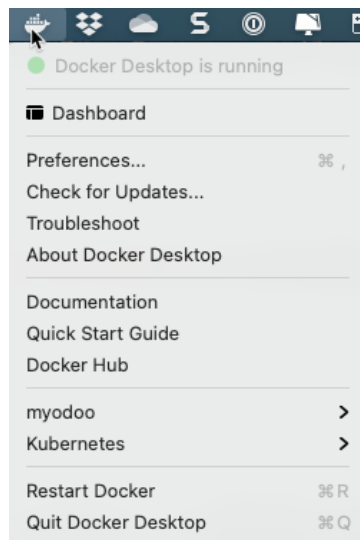 Docker Desktop is running
Dashboard
Preferences... ⌘ ,
Check for Updates...
Troubleshoot
About Docker Desktop
Documentation
Quick Start Guide
Docker Hub
myodoo
Kubernetes
Restart Docker ⌘ R
Quit Docker Desktop ⌘ Q